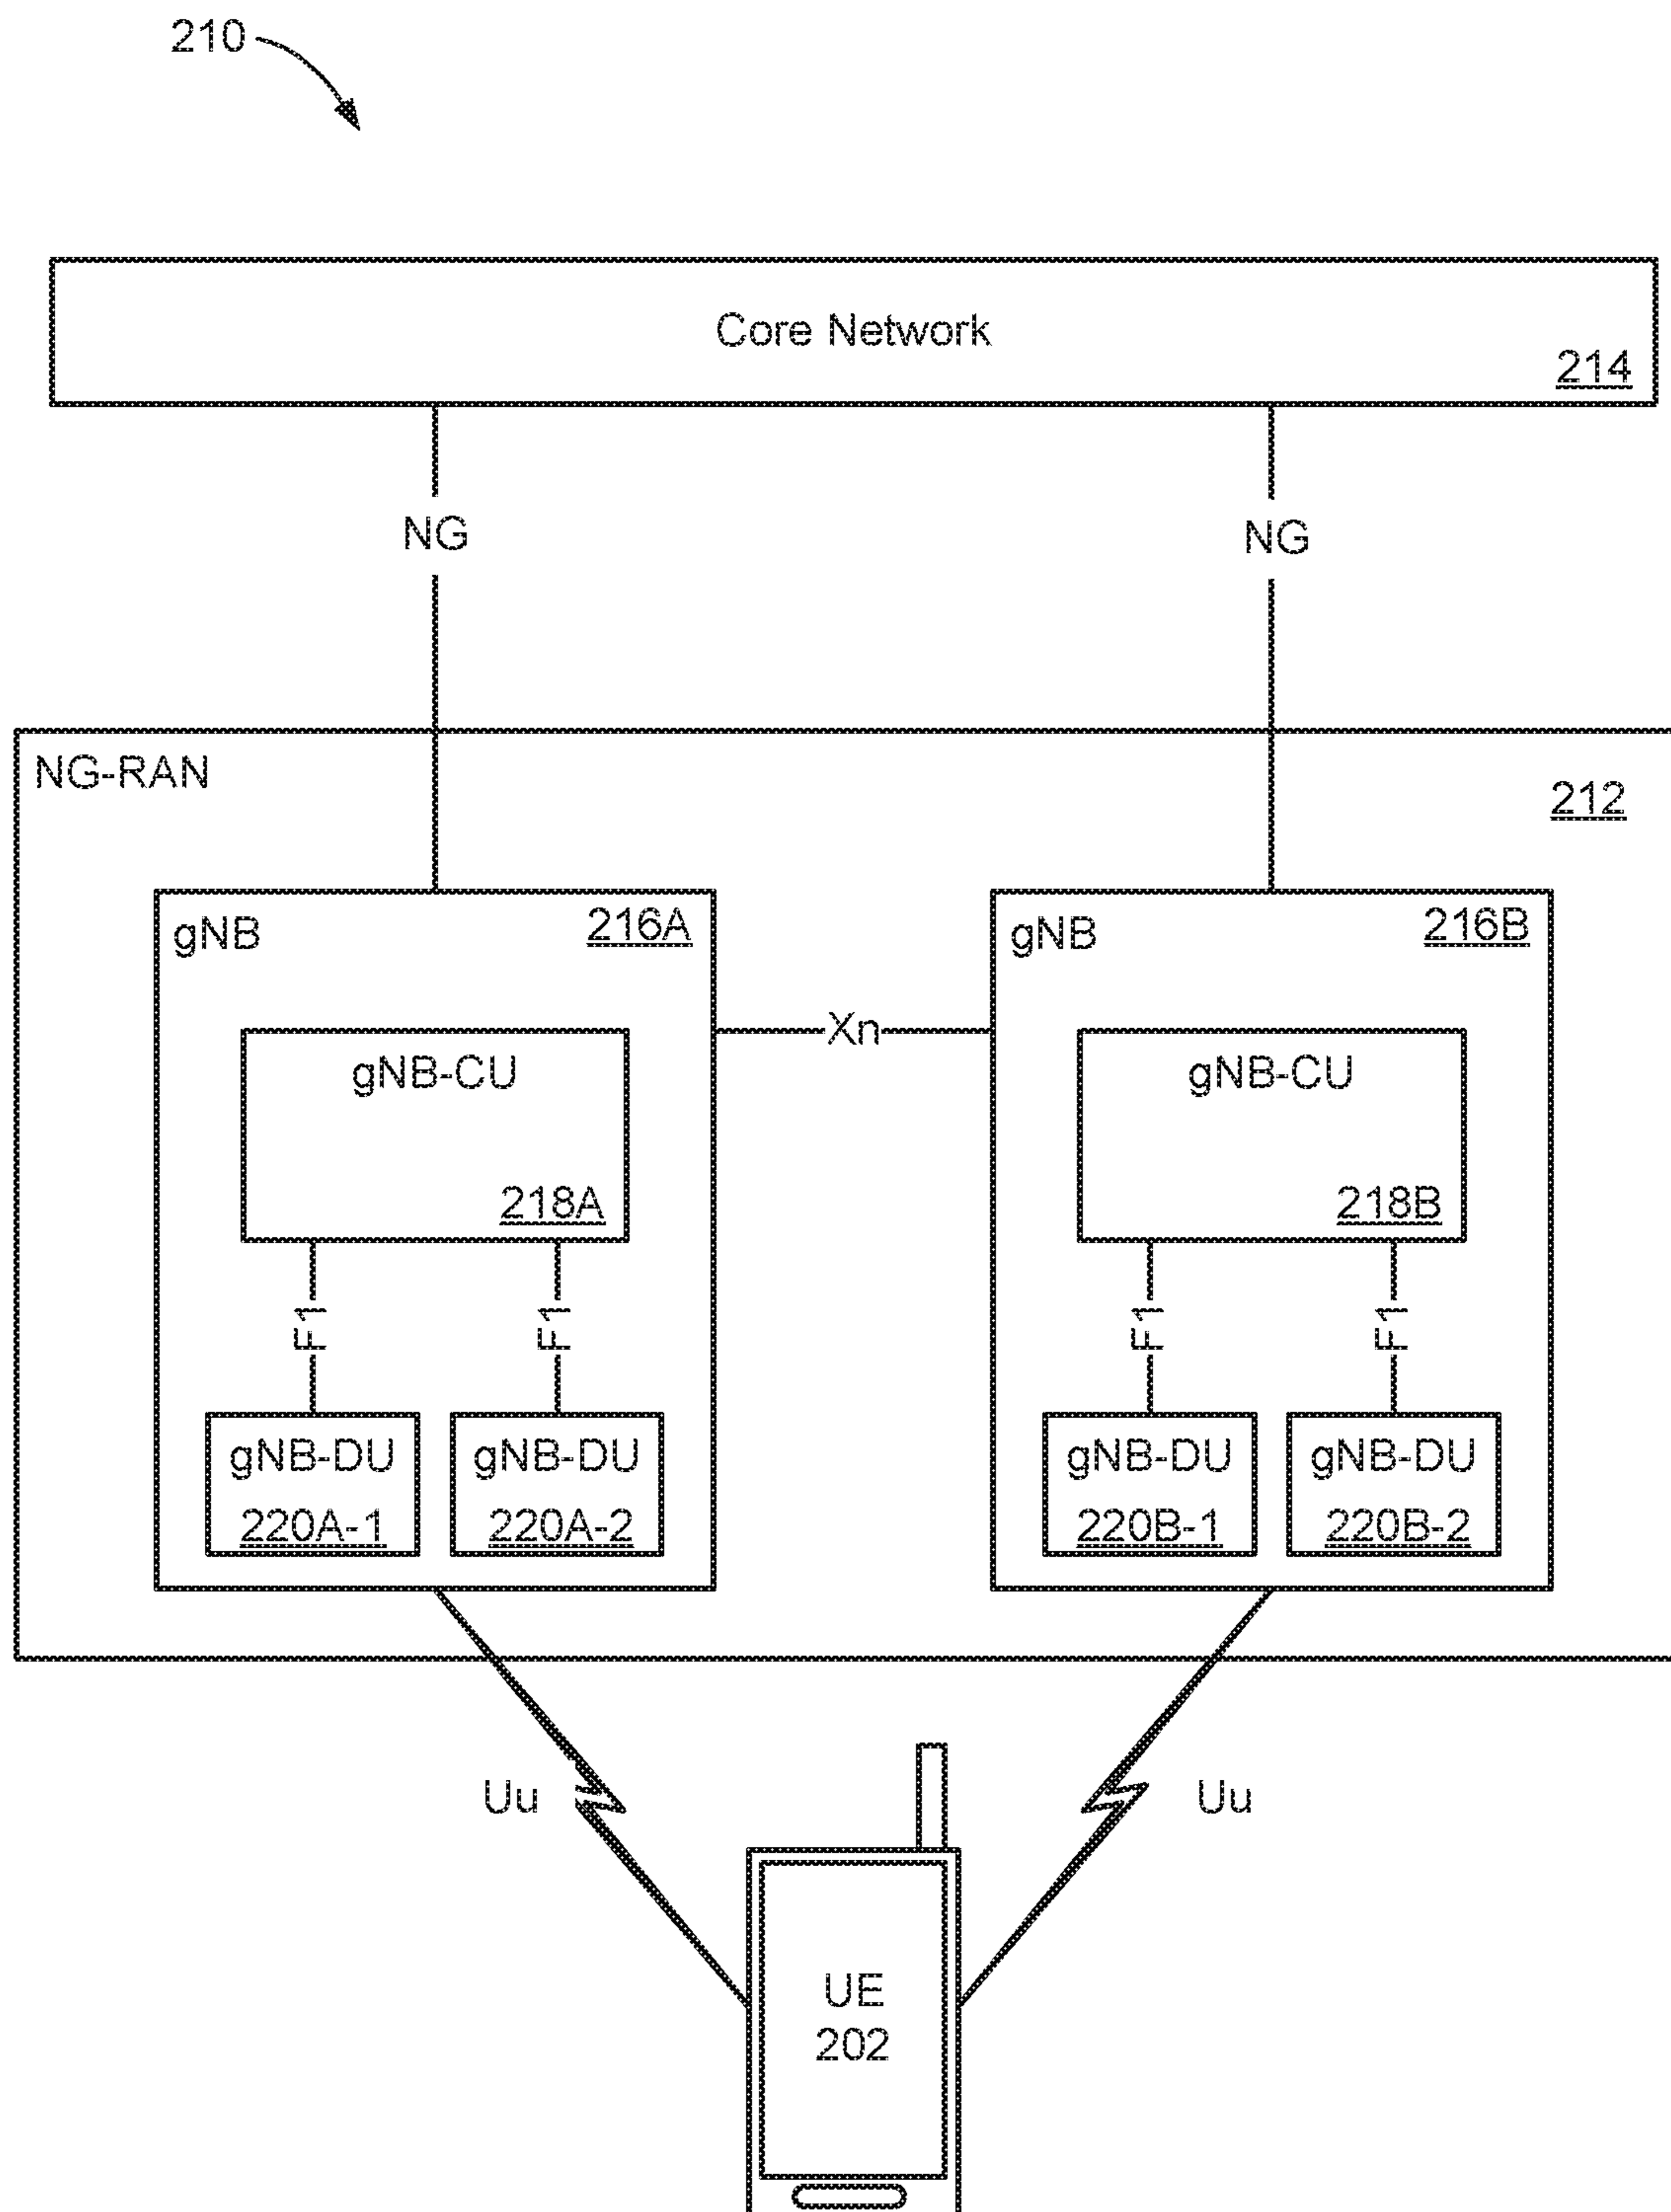 210
Core Network
214
NG
NG
NG-RAN
212
gNB
216A
gNB
216B
Xn
gNB-CU
218A
gNB-CU
218B
F1
F1
F1
F1
gNB-DU
220A-1
gNB-DU
220A-2
gNB-DU
220B-1
gNB-DU
220B-2
Uu
Uu
UE
202